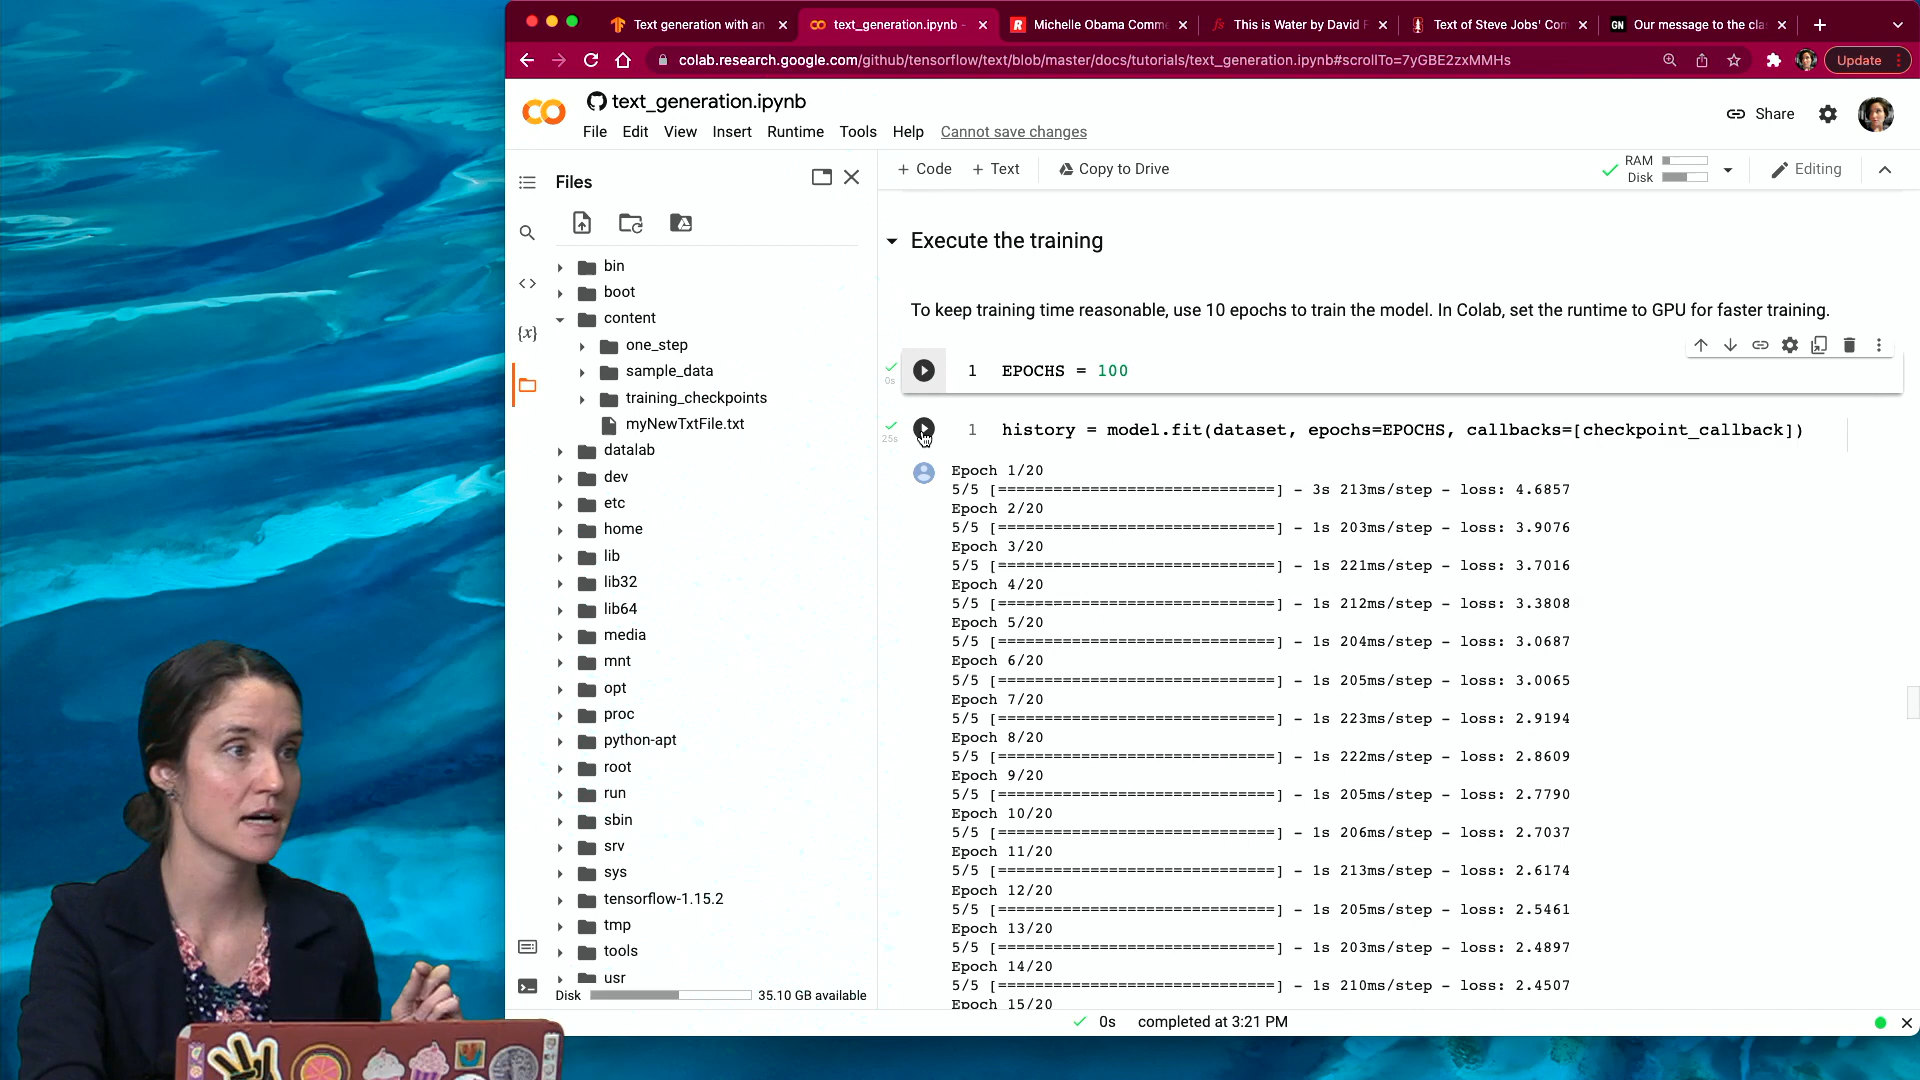 Text generation with an
text_generation.ipynb -
Michelle Obama Comme
This is Water by David F
Text of Steve Jobs' Com
GN Our message to the cla
colab.research.google.com/github/tensorflow/text/blob/master/docs/tutorials/text_generation.ipynb#scrollTo=7yGBE2zxMMHs
Update
text_generation.ipynb
File Edit View Insert Runtime Tools Help Cannot save changes
Share
Files
+ Code + Text Copy to Drive
RAM
Disk
Editing
Execute the training
To keep training time reasonable, use 10 epochs to train the model. In Colab, set the runtime to GPU for faster training.
0s
1 EPOCHS = 100
25s
1 history = model.fit(dataset, epochs=EPOCHS, callbacks=[checkpoint_callback])
Epoch 1/20
5/5 [==============================] - 3s 213ms/step - loss: 4.6857
Epoch 2/20
5/5 [==============================] - 1s 203ms/step - loss: 3.9076
Epoch 3/20
5/5 [==============================] - 1s 221ms/step - loss: 3.7016
Epoch 4/20
5/5 [==============================] - 1s 212ms/step - loss: 3.3808
Epoch 5/20
5/5 [==============================] - 1s 204ms/step - loss: 3.0687
Epoch 6/20
5/5 [==============================] - 1s 205ms/step - loss: 3.0065
Epoch 7/20
5/5 [==============================] - 1s 223ms/step - loss: 2.9194
Epoch 8/20
5/5 [==============================] - 1s 222ms/step - loss: 2.8609
Epoch 9/20
5/5 [==============================] - 1s 205ms/step - loss: 2.7790
Epoch 10/20
5/5 [==============================] - 1s 206ms/step - loss: 2.7037
Epoch 11/20
5/5 [==============================] - 1s 213ms/step - loss: 2.6174
Epoch 12/20
5/5 [==============================] - 1s 205ms/step - loss: 2.5461
Epoch 13/20
5/5 [==============================] - 1s 203ms/step - loss: 2.4897
Epoch 14/20
5/5 [==============================] - 1s 210ms/step - loss: 2.4507
Epoch 15/20
bin
boot
content
one_step
sample_data
training_checkpoints
myNewTxtFile.txt
datalab
dev
etc
home
lib
lib32
lib64
media
mnt
opt
proc
python-apt
root
run
sbin
srv
sys
tensorflow-1.15.2
tmp
tools
usr
Disk 35.10 GB available
0s completed at 3:21 PM